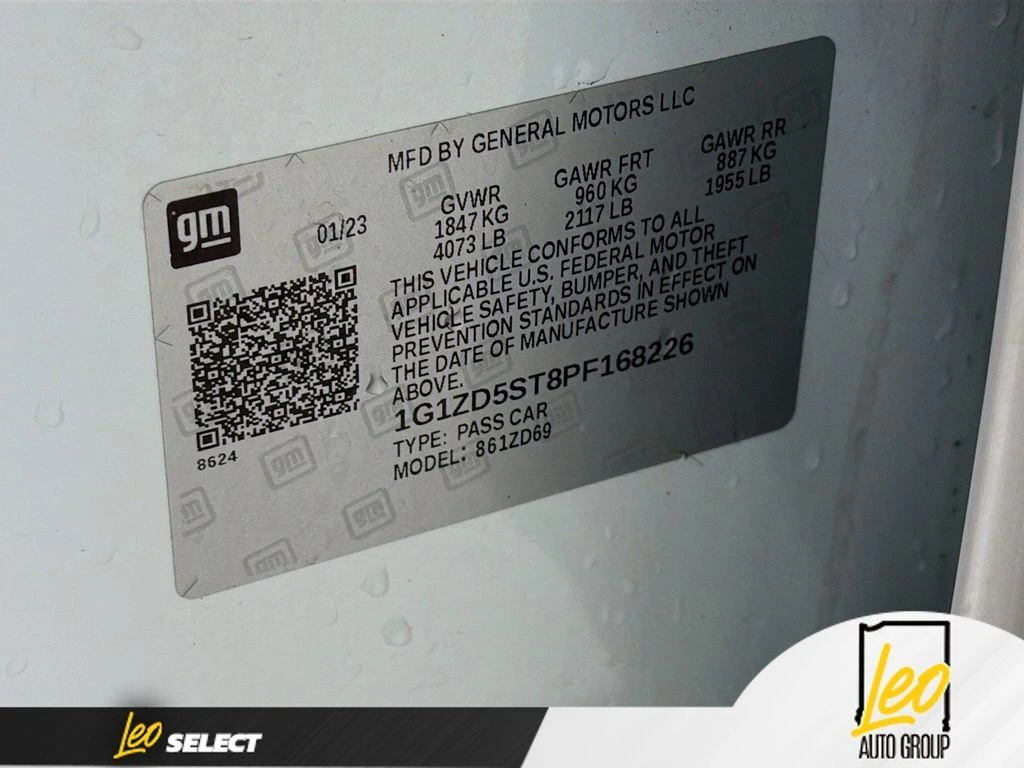 MFD BY GENERAL MOTORS LLC
gm
01/23
GVWR
1847 KG
4073 LB
GAWR FRT
960 KG
2117 LB
GAWR RR
887 KG
1955 LB
THIS VEHICLE CONFORMS TO ALL
APPLICABLE U.S. FEDERAL MOTOR
VEHICLE SAFETY, BUMPER, AND THEFT
PREVENTION STANDARDS IN EFFECT ON
THE DATE OF MANUFACTURE SHOWN
ABOVE.
1G1ZD5ST8PF168226
TYPE: PASS CAR
MODEL: 861ZD69
8624
Leo SELECT
Leo
AUTO GROUP